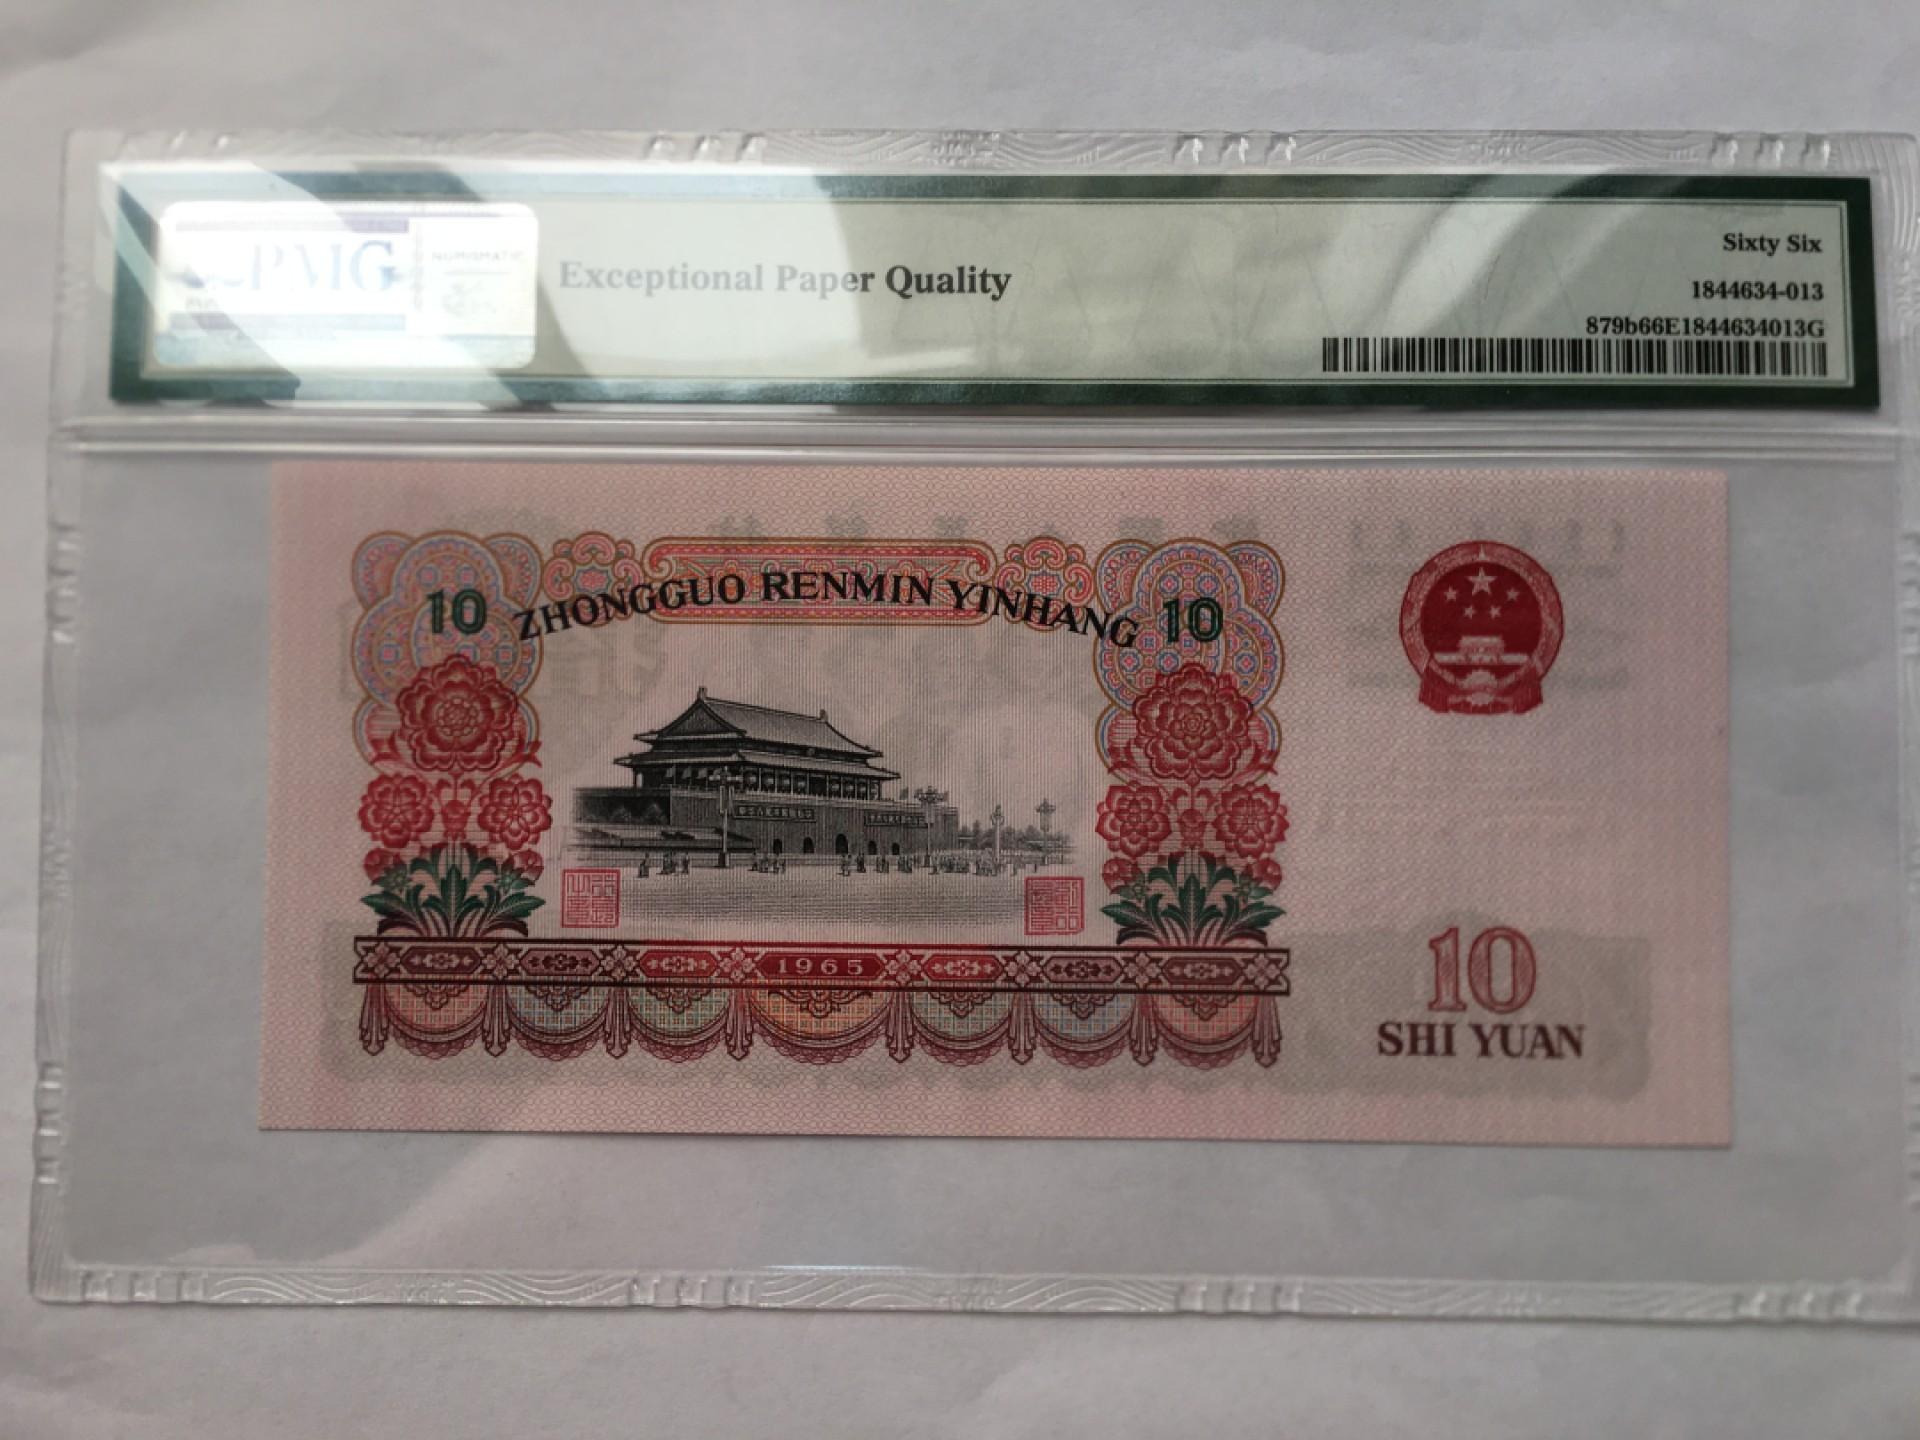 PMG
NUMISMATIC
Exceptional Paper Quality
Sixty Six
1844634-013
879b66E1844634013G
10 ZHONGGUO RENMIN YINHANG 10
1965
10
SHI YUAN